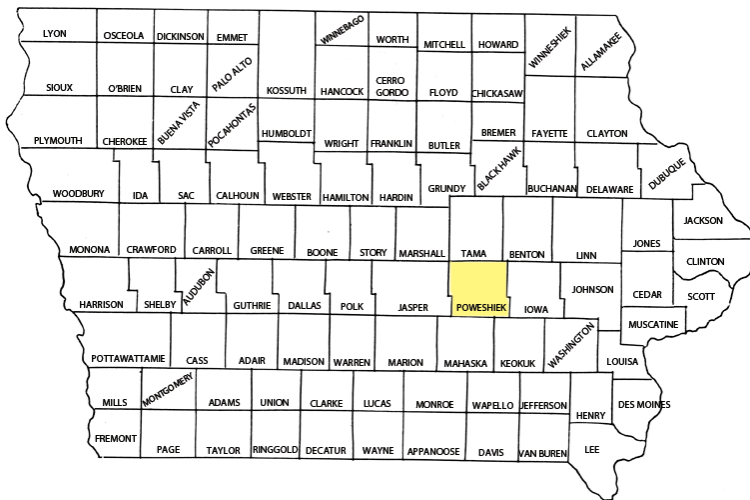 LYON OSCEOLA DICKINSON EMMET WINNEBAGO WORTH MITCHELL HOWARD WINNESHIEK ALLAMAKEE
SIOUX O'BRIEN CLAY PALO ALTO KOSSUTH HANCOCK CERRO GORDO FLOYD CHICKASAW
PLYMOUTH CHEROKEE BUENA VISTA POCAHONTAS HUMBOLDT WRIGHT FRANKLIN BUTLER BREMER FAYETTE CLAYTON
WOODBURY IDA SAC CALHOUN WEBSTER HAMILTON HARDIN GRUNDY BLACK HAWK BUCHANAN DELAWARE DUBUQUE
MONONA CRAWFORD CARROLL GREENE BOONE STORY MARSHALL TAMA BENTON LINN JONES JACKSON
CLINTON
HARRISON SHELBY AUDUBON GUTHRIE DALLAS POLK JASPER POWESHIEK IOWA JOHNSON CEDAR SCOTT
MUSCATINE
POTTAWATTAMIE CASS ADAIR MADISON WARREN MARION MAHASKA KEOKUK WASHINGTON LOUISA
MILLS MONTGOMERY ADAMS UNION CLARKE LUCAS MONROE WAPELLO JEFFERSON HENRY DES MOINES
FREMONT PAGE TAYLOR RINGGOLD DECATUR WAYNE APPANOOSE DAVIS VAN BUREN LEE